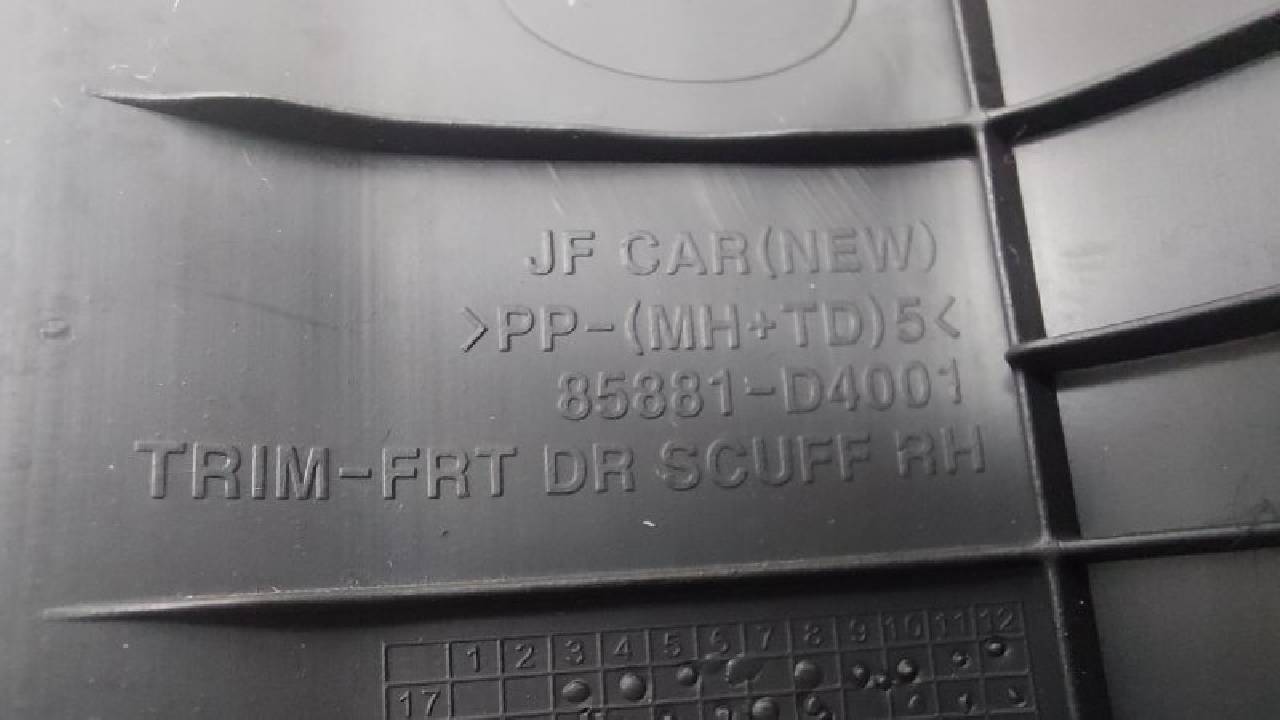 JF CAR(NEW)
>PP-(MH+TD)5<
85881-D4001
TRIM-FRT DR SCUFF RH
1 2 3 4 5 6 7 8 9 10 11 12
17